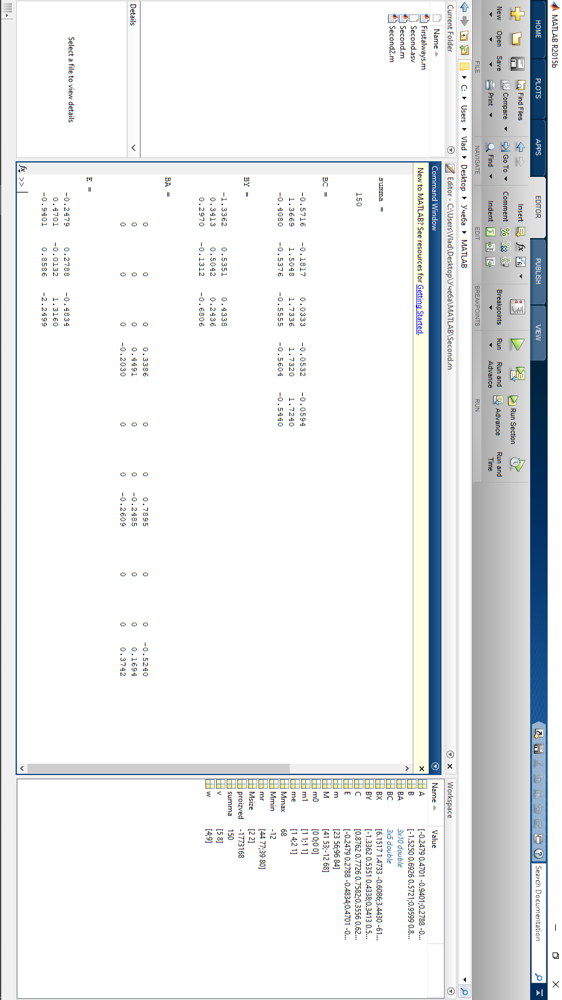 MATLAB R2015b
HOME
PLOTS
APPS
EDITOR
PUBLISH
VIEW
Search Documentation
New
Open
Save
Find Files
Compare
Print
Go To
Find
Insert
Comment
Indent
fx
Breakpoints
Run
Run and Advance
Run Section
Advance
Run and Time
FILE
NAVIGATE
EDIT
BREAKPOINTS
RUN
C: Users Vlad Desktop Учеба MATLAB
Current Folder
Name
Firstalways.m
Second.asv
Second.m
Second2.m
Details
Select a file to view details
Editor - C:\Users\Vlad\Desktop\Учеба\MATLAB\Second.m
Command Window
New to MATLAB? See resources for Getting Started.
summa =
150
BC =
-0.5716 -0.1817 0.0333 -0.0532 -0.0594
1.3669 1.5048 1.7336 1.7320 1.7240
-0.4080 -0.5376 -0.5555 -0.5604 -0.5440
BY =
-1.3362 0.5351 0.4338
0.3413 0.5042 0.2436
0.2970 -0.1312 -0.6806
BA =
0 0 0 0.3386 0 0 0.7895 0 0 -0.5240
0 0 0 0.4491 0 0 -0.2485 0 0 0.1694
0 0 0 -0.2030 0 0 -0.2609 0 0 0.3742
E =
-0.2479 0.2788 -0.4834
0.4701 -0.0132 1.3160
-0.9401 0.8586 -2.2499
fx >>
Workspace
Name Value
A [-0.2479 0.4701 -0.9401;0.2788 -0...
B [-1.5250 0.6926 0.5721;0.9599 0.8...
BA 3x10 double
BC 3x5 double
BX [6.1517 1.4733 -0.6086;3.4430 -61...
BY [-1.3362 0.5351 0.4338;0.3413 0.5...
C [0.8762 0.7726 0.7582;0.3556 0.62...
E [-0.2479 0.2788 -0.4834;0.4701 -0...
m [23 56;96 84]
M [41 53;-12 68]
m0 [0 0;0 0]
m1 [1 1;1 1]
me [1 4;2 1]
Mmax 68
Mmin -12
mr [44 77;39 80]
Msize [2 2]
proizved -1773168
summa 150
v [5 8]
w [4;9]